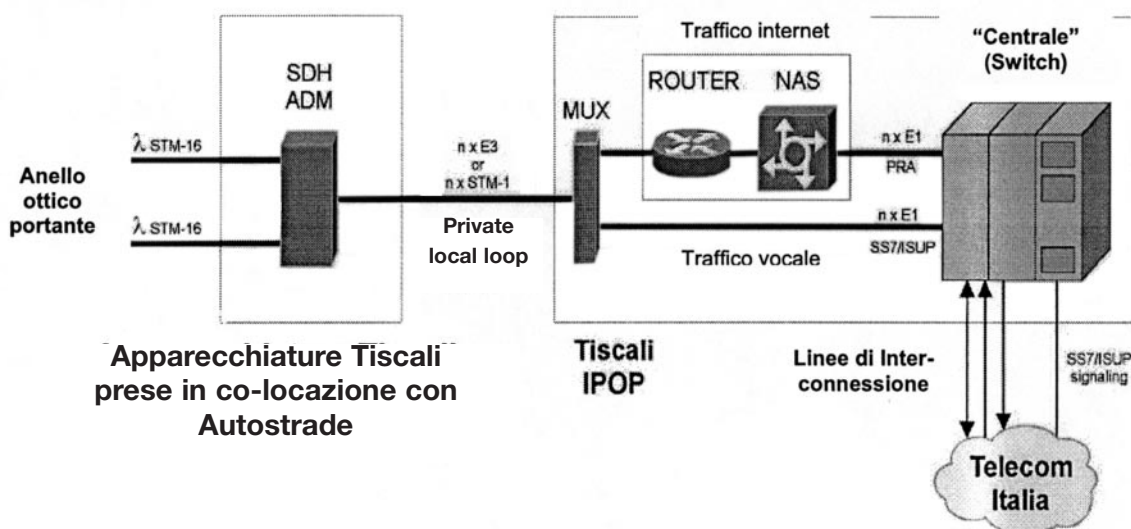 Traffico internet
"Centrale"
(Switch)
SDH
ADM
ROUTER
NAS
MUX
λ STM-16
n x E3
or
n x STM-1
n x E1
PRA
Anello
ottico
portante
λ STM-16
Private
local loop
n x E1
SS7/ISUP
Traffico vocale
Apparecchiature Tiscali
prese in co-locazione con
Autostrade
Tiscali
IPOP
Linee di Inter-
connessione
SS7/ISUP
signaling
Telecom
Italia